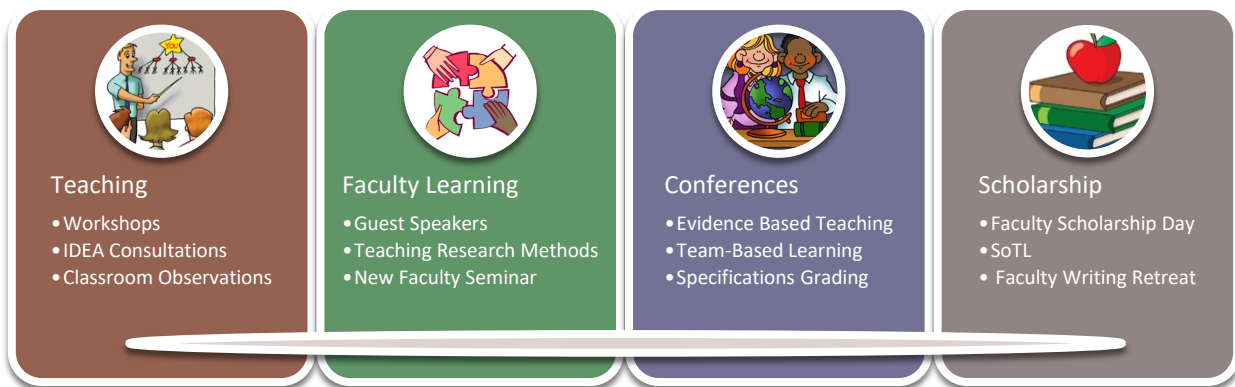 YOU
Teaching
•Workshops
•IDEA Consultations
•Classroom Observations
Faculty Learning
•Guest Speakers
•Teaching Research Methods
•New Faculty Seminar
Conferences
•Evidence Based Teaching
•Team-Based Learning
•Specifications Grading
Scholarship
•Faculty Scholarship Day
•SoTL
• Faculty Writing Retreat